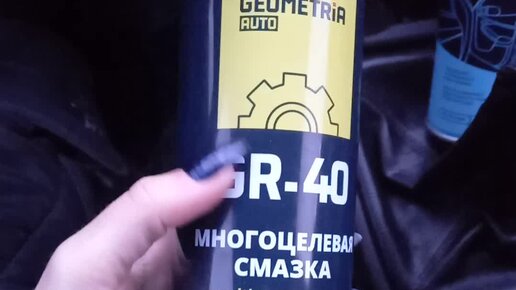 GEOMETRiA
AUTO
GR-40
МНОГОЦЕЛЕВАЯ
СМАЗКА